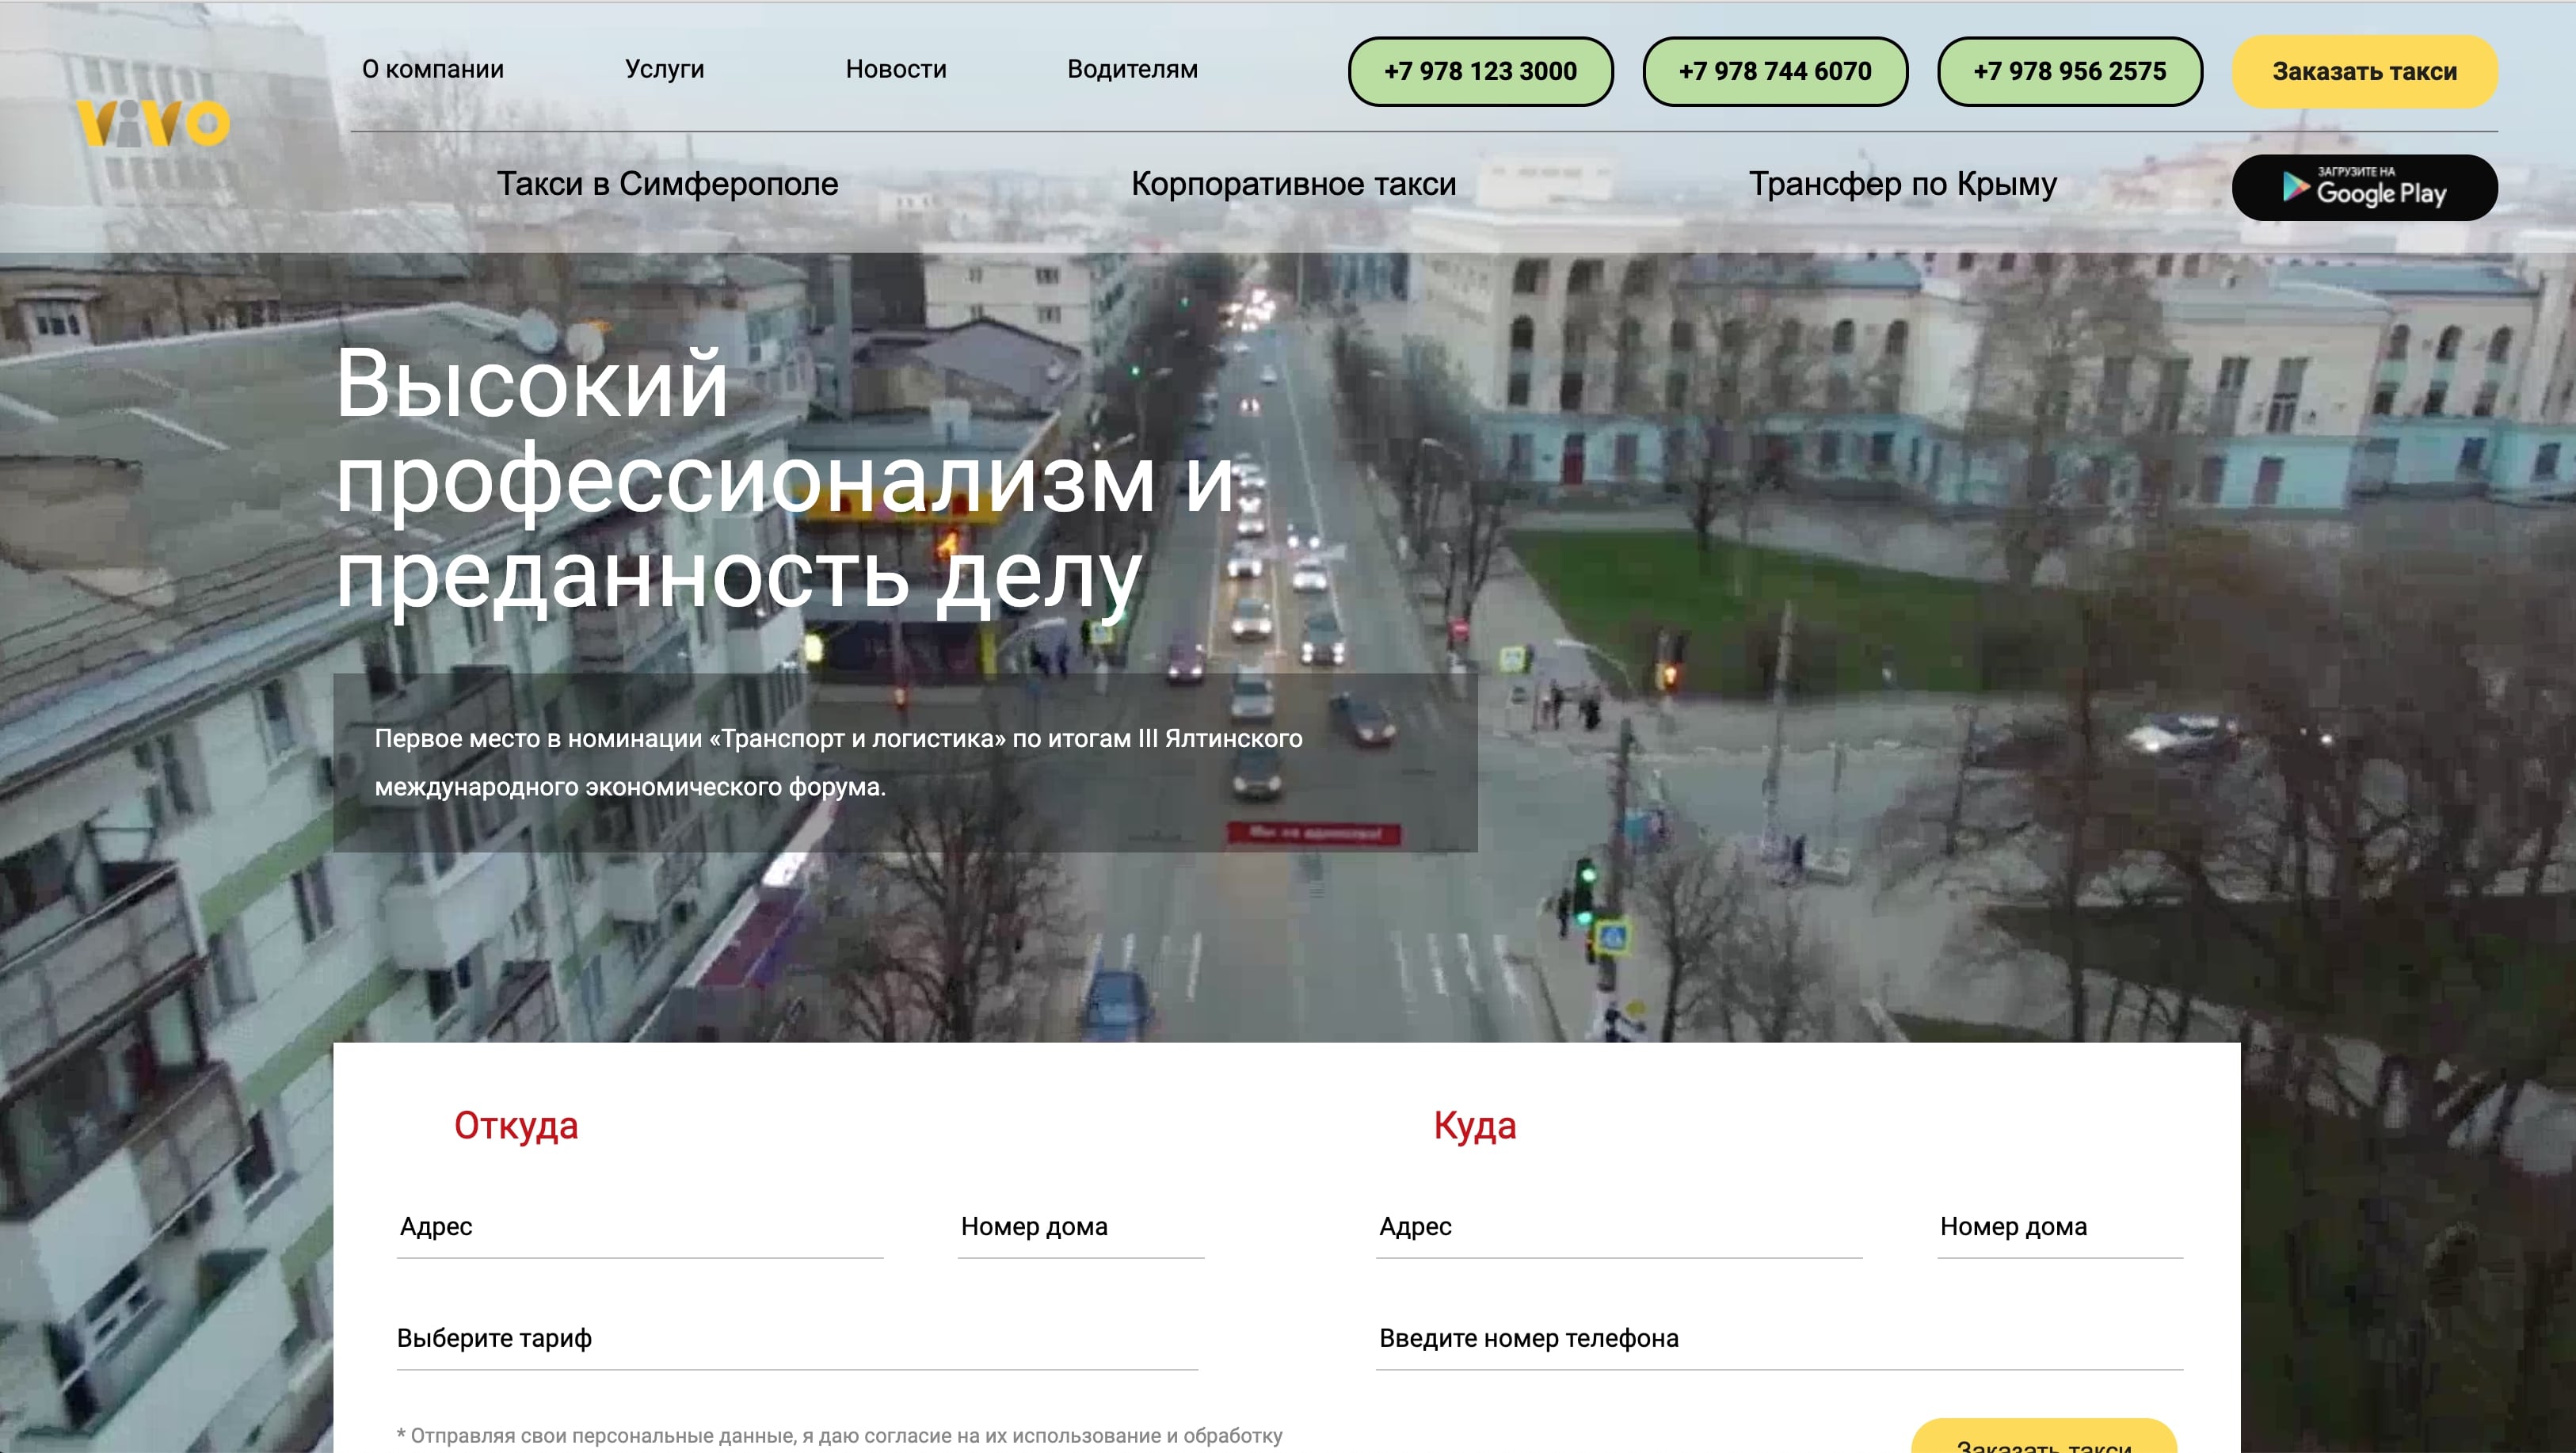 О компании
Услуги
Новости
Водителям
+7 978 123 3000
+7 978 744 6070
+7 978 956 2575
Заказать такси
ViVO
Такси в Симферополе
Корпоративное такси
Трансфер по Крыму
ЗАГРУЗИТЕ НА
Google Play
Высокий
профессионализм и
преданность делу
Первое место в номинации «Транспорт и логистика» по итогам III Ялтинского
международного экономического форума.
Откуда
Куда
Адрес
Номер дома
Адрес
Номер дома
Выберите тариф
Введите номер телефона
* Отправляя свои персональные данные, я даю согласие на их использование и обработку
Заказать такси